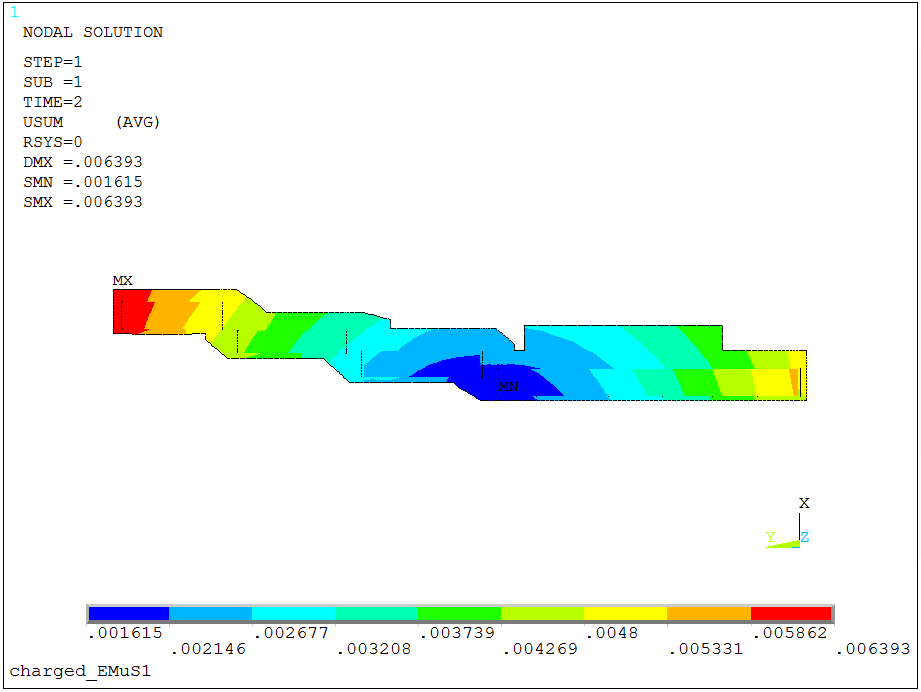 1
NODAL SOLUTION
STEP=1
SUB =1
TIME=2
USUM (AVG)
RSYS=0
DMX =.006393
SMN =.001615
SMX =.006393
MX
MN
X
Y Z
.001615 .002677 .003739 .0048 .005862
.002146 .003208 .004269 .005331 .006393
charged_EMuS1